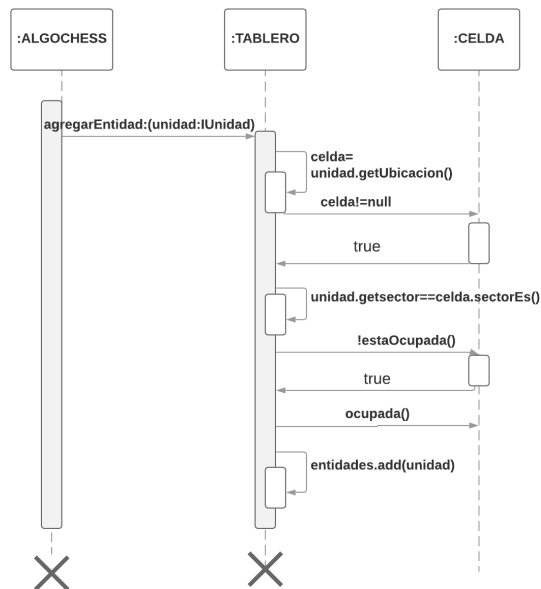 :ALGOCHESS
:TABLERO
:CELDA
agregarEntidad:(unidad:IUnidad)
celda=
unidad.getUbicacion()
celda!=null
true
unidad.getsector==celda.sectorEs()
!estaOcupada()
true
ocupada()
entidades.add(unidad)